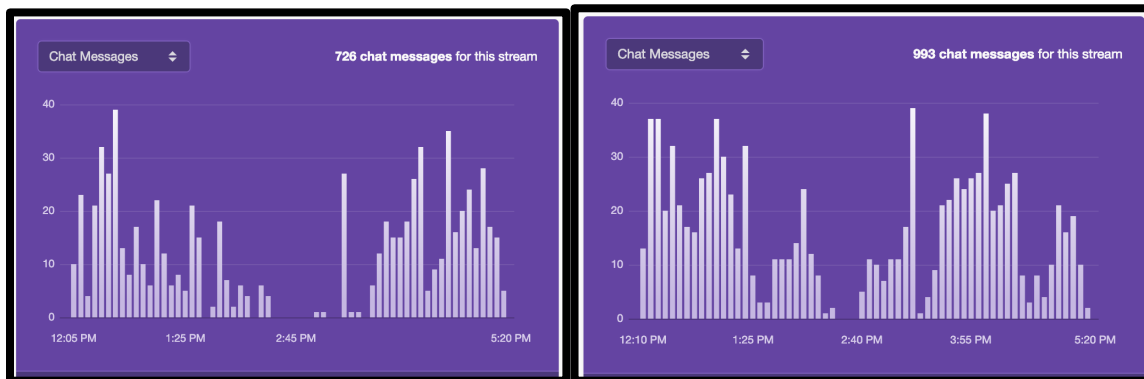 Chat Messages
726 chat messages for this stream
40
30
20
10
0
12:05 PM 1:25 PM 2:45 PM 5:20 PM
Chat Messages
993 chat messages for this stream
40
30
20
10
0
12:10 PM 1:25 PM 2:40 PM 3:55 PM 5:20 PM